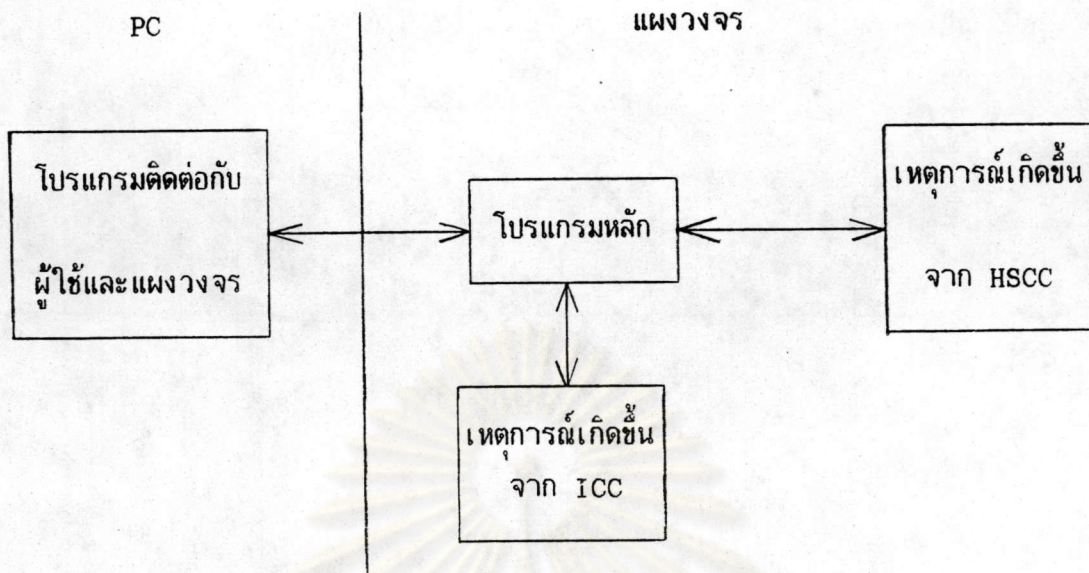 PC
แผงวงจร
โปรแกรมติดต่อกับ
ผู้ใช้และแผงวงจร
โปรแกรมหลัก
เหตุการณ์เกิดขึ้น
จาก HSCC
เหตุการณ์เกิดขึ้น
จาก ICC